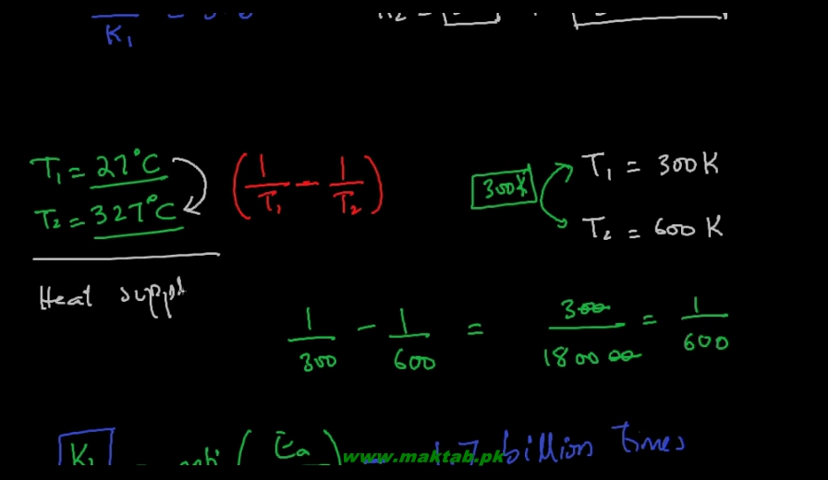 K₁
T₁ = 27°C
T₂ = 327°C
(1/T₁ − 1/T₂)
300K
T₁ = 300K
T₂ = 600K
Heat suppl
1/300 − 1/600 = 300/180000 = 1/600
K₁
Ea
www.maktab.pk
billion Times